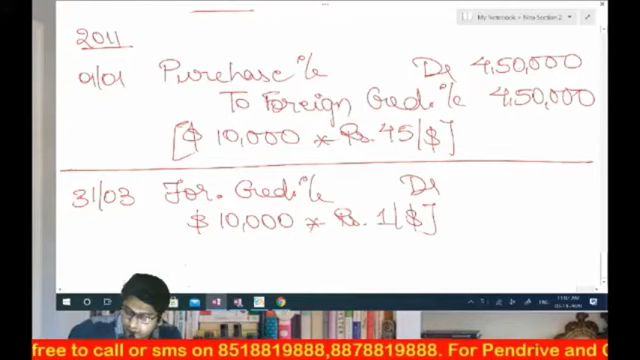 My Notebook > Nitin Section 2
2011
01/01 Purchase a/c Dr 4,50,000
To Foreign Credi. a/c 4,50,000
[$ 10,000 * Rs. 45/$]
31/03 For. Credi a/c Dr
$ 10,000 * Rs. 1/$]
free to call or sms on 8518819888,8878819888. For Pendrive and G